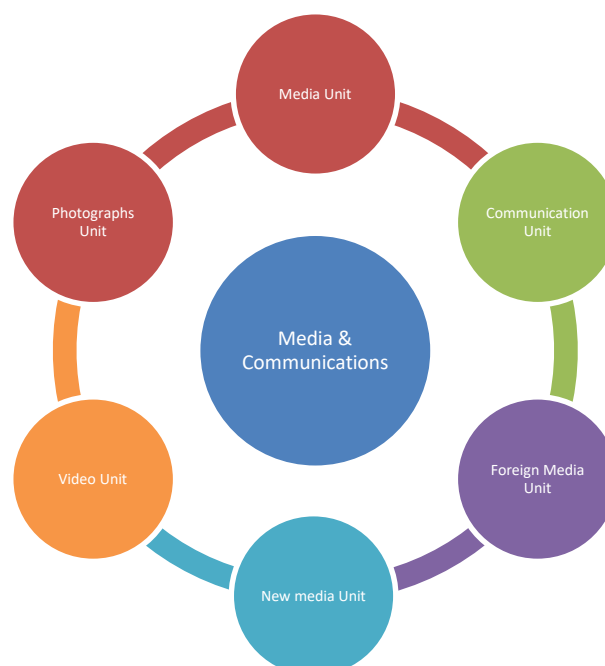 Media Unit
Photographs
Unit
Communication
Unit
Media &
Communications
Video Unit
Foreign Media
Unit
New media Unit